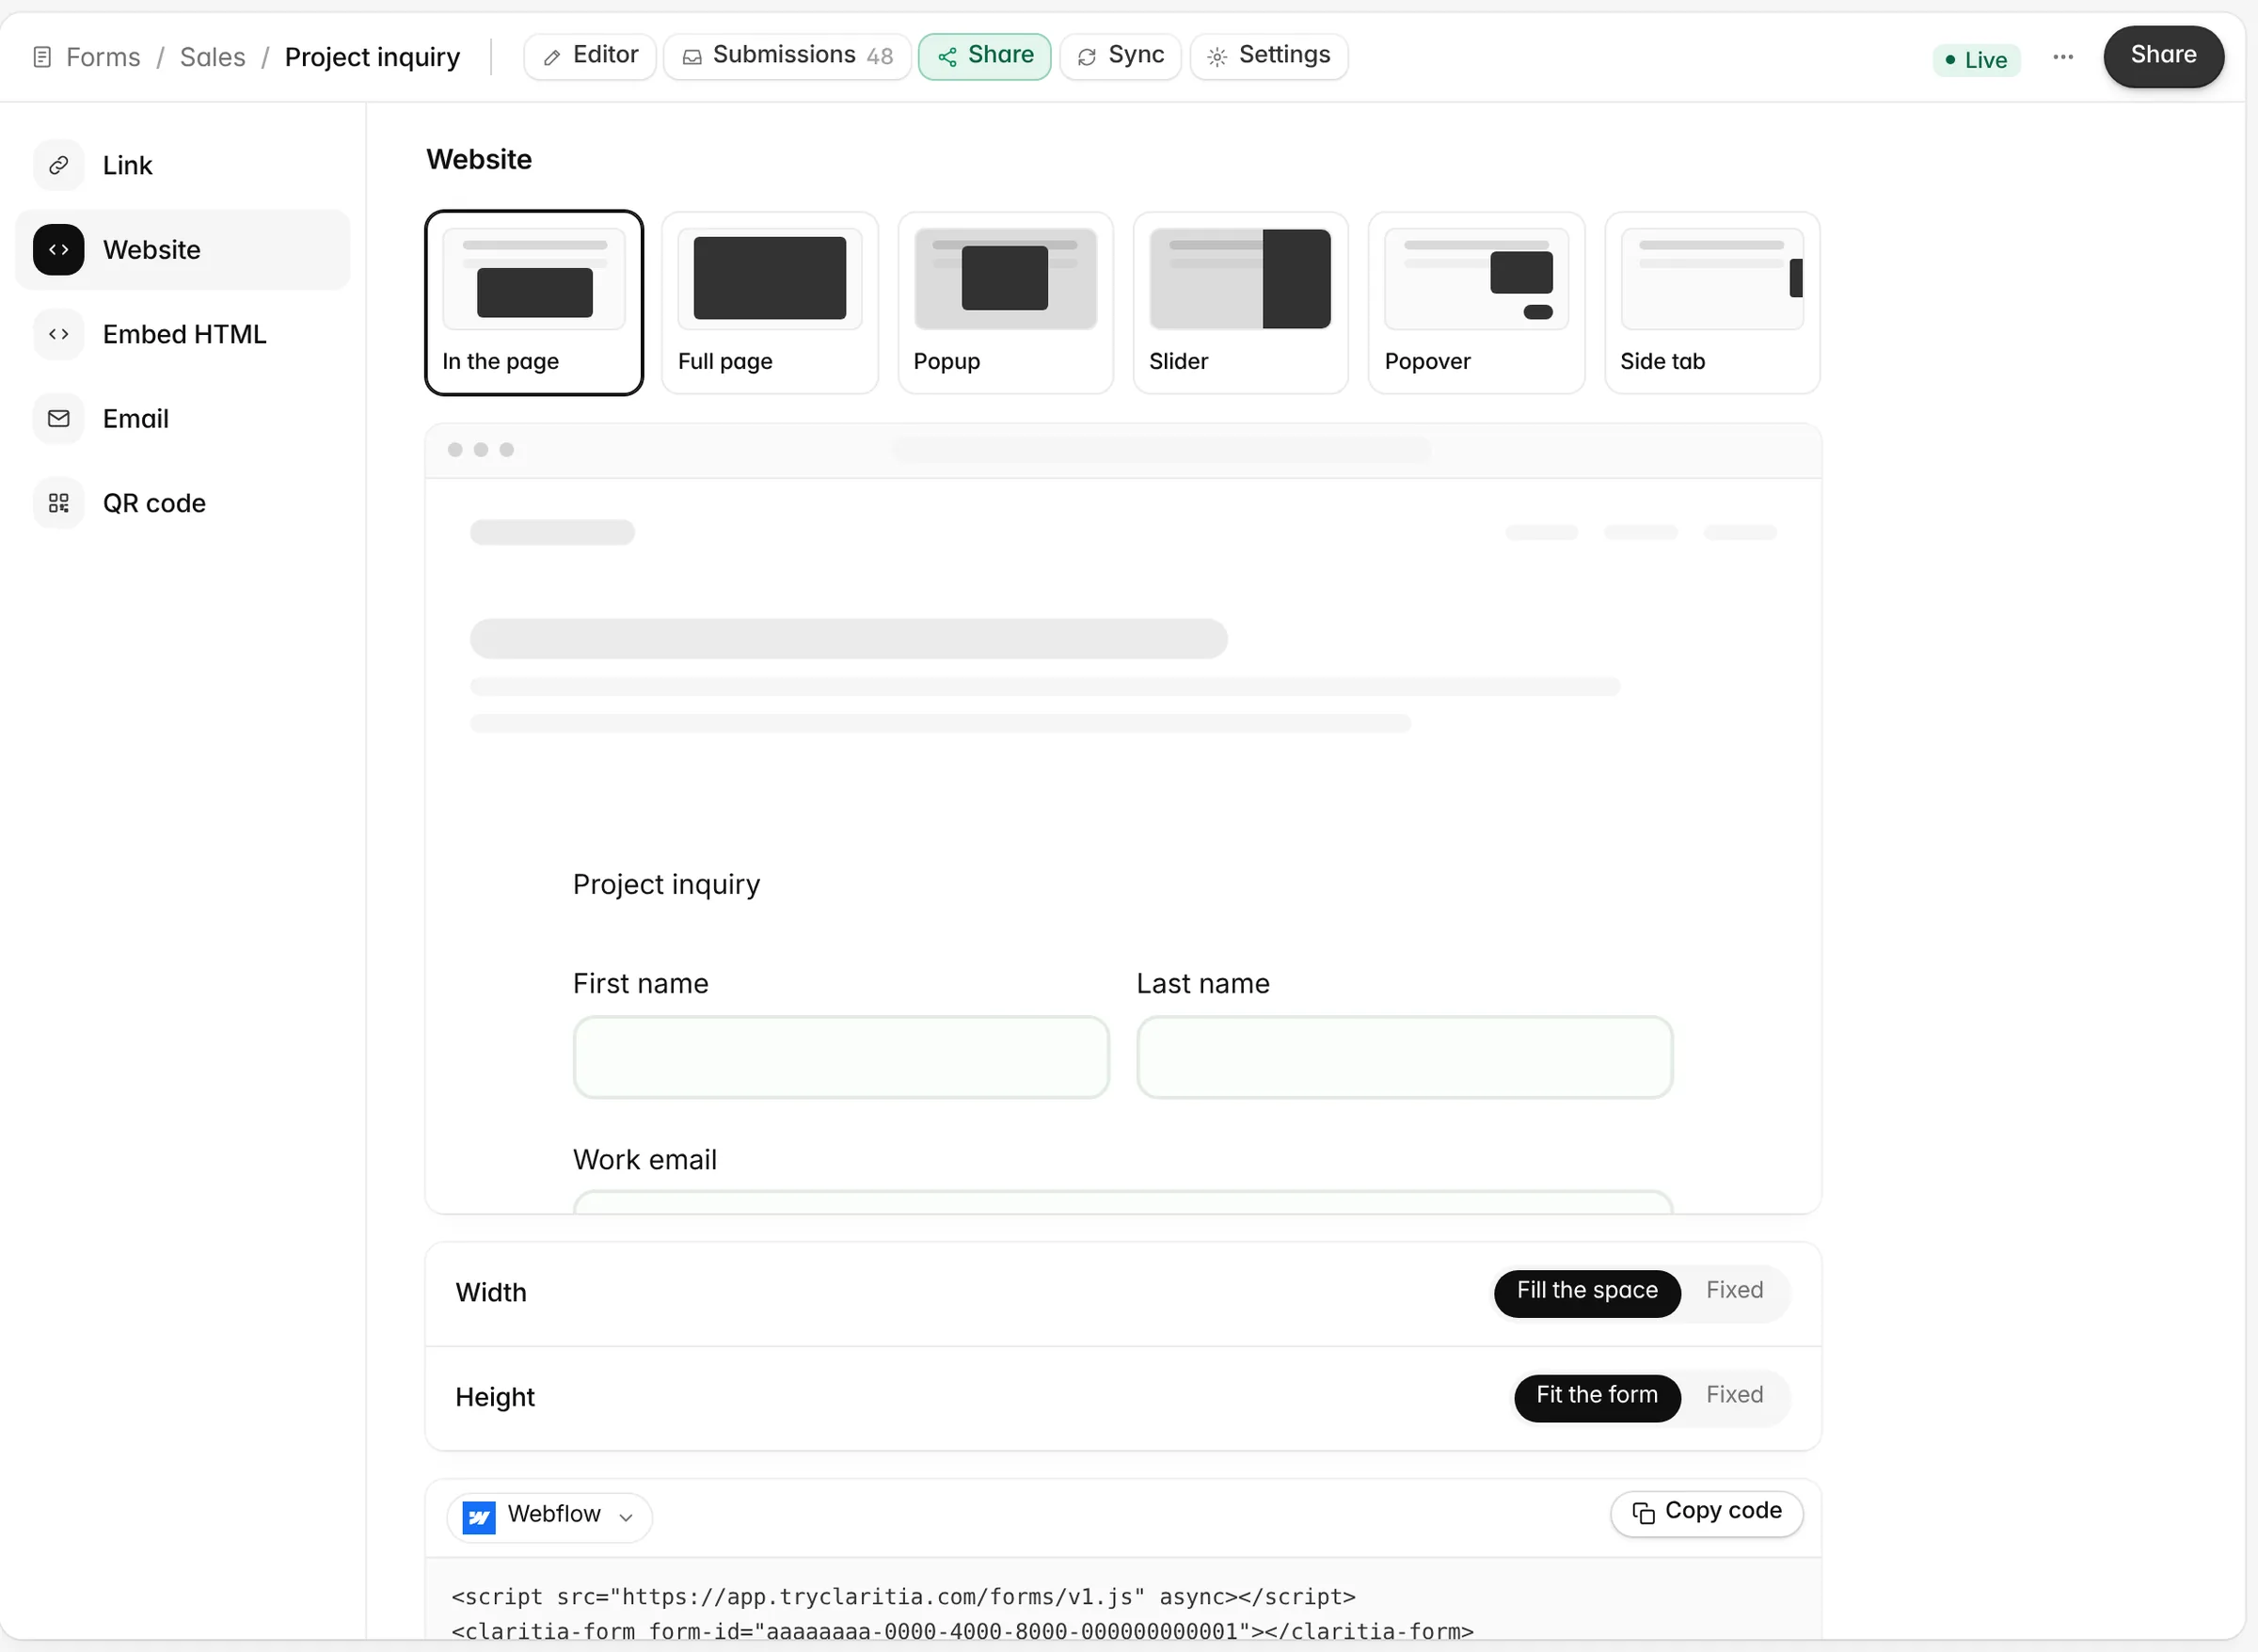 Forms / Sales / Project inquiry
Editor
Submissions 48
Share
Sync
Settings
Live
Share
Link
Website
Embed HTML
Email
QR code
Website
In the page
Full page
Popup
Slider
Popover
Side tab
Project inquiry
First name
Last name
Work email
Width
Fill the space
Fixed
Height
Fit the form
Fixed
Webflow
Copy code
<script src="https://app.tryclaritia.com/forms/v1.js" async></script>
<claritia-form form-id="aaaaaaaa-0000-4000-8000-000000000001"></claritia-form>